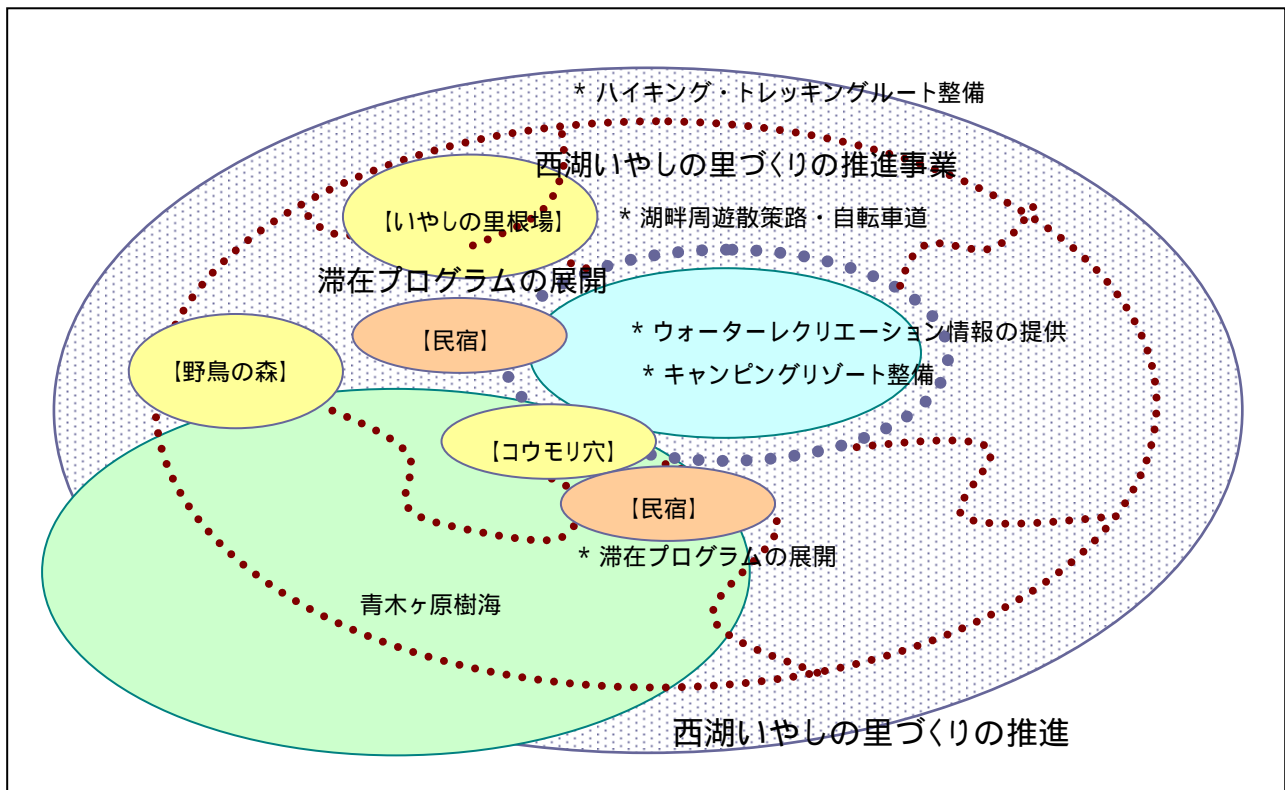 * ハイキング・トレッキングルート整備
西湖いやしの里づくりの推進事業
【いやしの里根場】
* 湖畔周遊散策路・自転車道
滞在プログラムの展開
【民宿】
* ウォーターレクリエーション情報の提供
【野鳥の森】
* キャンピングリゾート整備
【コウモリ穴】
【民宿】
* 滞在プログラムの展開
青木ヶ原樹海
西湖いやしの里づくりの推進